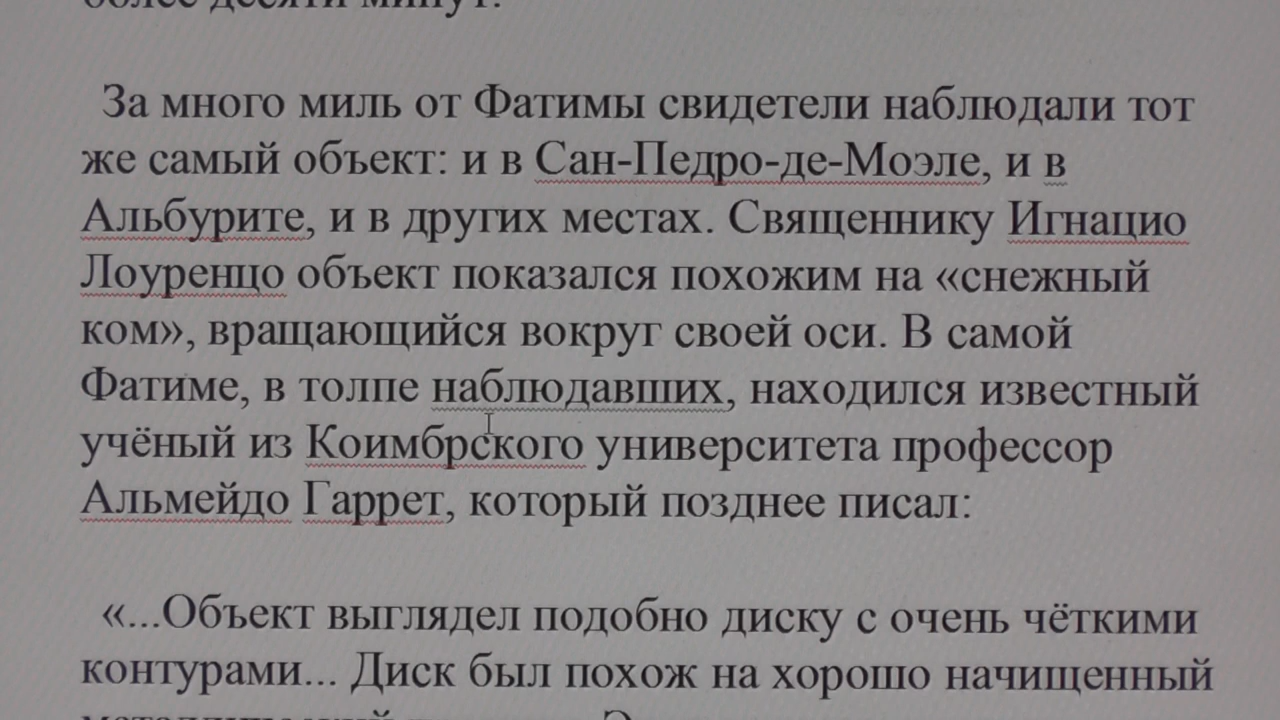 более десяти минут.
За много миль от Фатимы свидетели наблюдали тот
же самый объект: и в Сан-Педро-де-Моэле, и в
Альбурите, и в других местах. Священнику Игнацио
Лоуренцо объект показался похожим на «снежный
ком», вращающийся вокруг своей оси. В самой
Фатиме, в толпе наблюдавших, находился известный
учёный из Коимбрского университета профессор
Альмейдо Гаррет, который позднее писал:
«...Объект выглядел подобно диску с очень чёткими
контурами... Диск был похож на хорошо начищенный